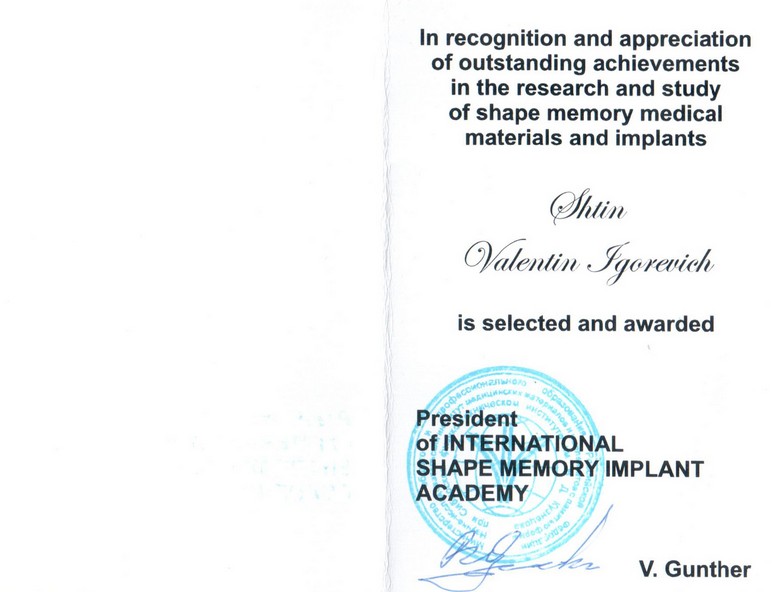 In recognition and appreciation
of outstanding achievements
in the research and study
of shape memory medical
materials and implants
Shtin
Valentin Igorevich
is selected and awarded
President
of INTERNATIONAL
SHAPE MEMORY IMPLANT
ACADEMY
V. Gunther